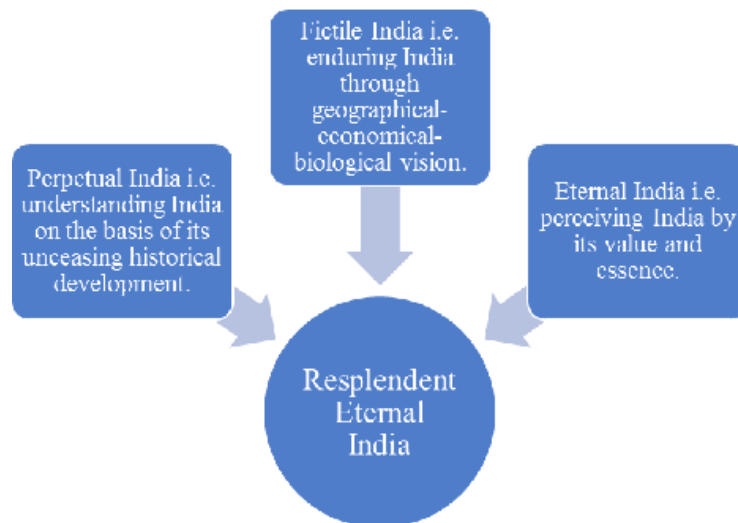 Fictile India i.e.
enduring India
through
geographical-
economical-
biological vision.
Perpetual India i.e.
understanding India
on the basis of its
unceasing historical
development.
Eternal India i.e.
perceiving India by
its value and
essence.
Resplendent
Eternal
India